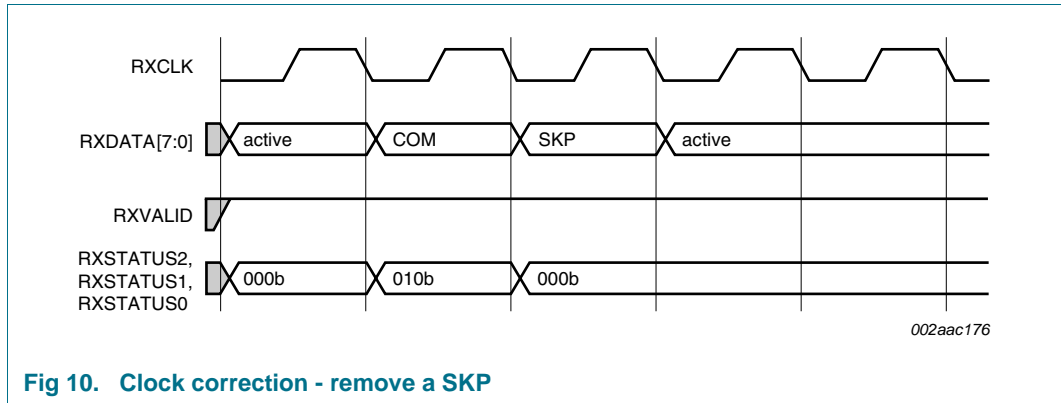 RXCLK
RXDATA[7:0]
active
COM
SKP
active
RXVALID
RXSTATUS2,
RXSTATUS1,
RXSTATUS0
000b
010b
000b
002aac176
Fig 10. Clock correction - remove a SKP